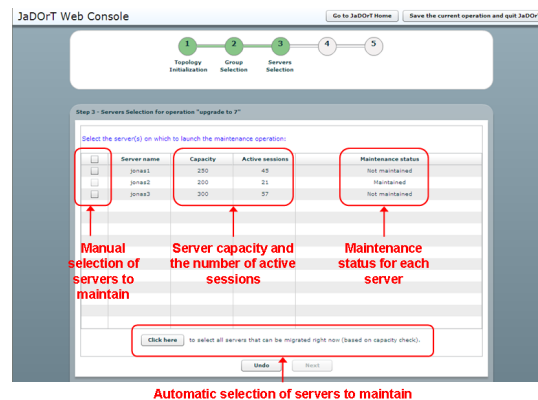 JaDOrT Web Console
Go to JaDOrT Home
Save the current operation and quit JaDOrT
1 2 3 4 5
Topology Initialization
Group Selection
Servers Selection
Step 3 - Servers Selection for operation "upgrade to 7"
Select the server(s) on which to launch the maintenance operation:
Server name Capacity Active sessions Maintenance status
jonas1 250 45 Not maintained
jonas2 200 21 Maintained
jonas3 300 57 Not maintained
Manual
selection of
servers to
maintain
Server capacity and
the number of active
sessions
Maintenance
status for each
server
Click here to select all servers that can be migrated right now (based on capacity check).
Undo Next
Automatic selection of servers to maintain